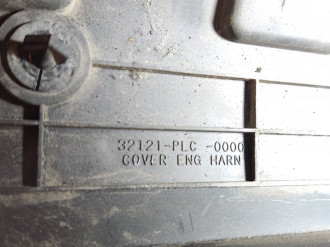 32121-PLC -0000
COVER ENG HARN